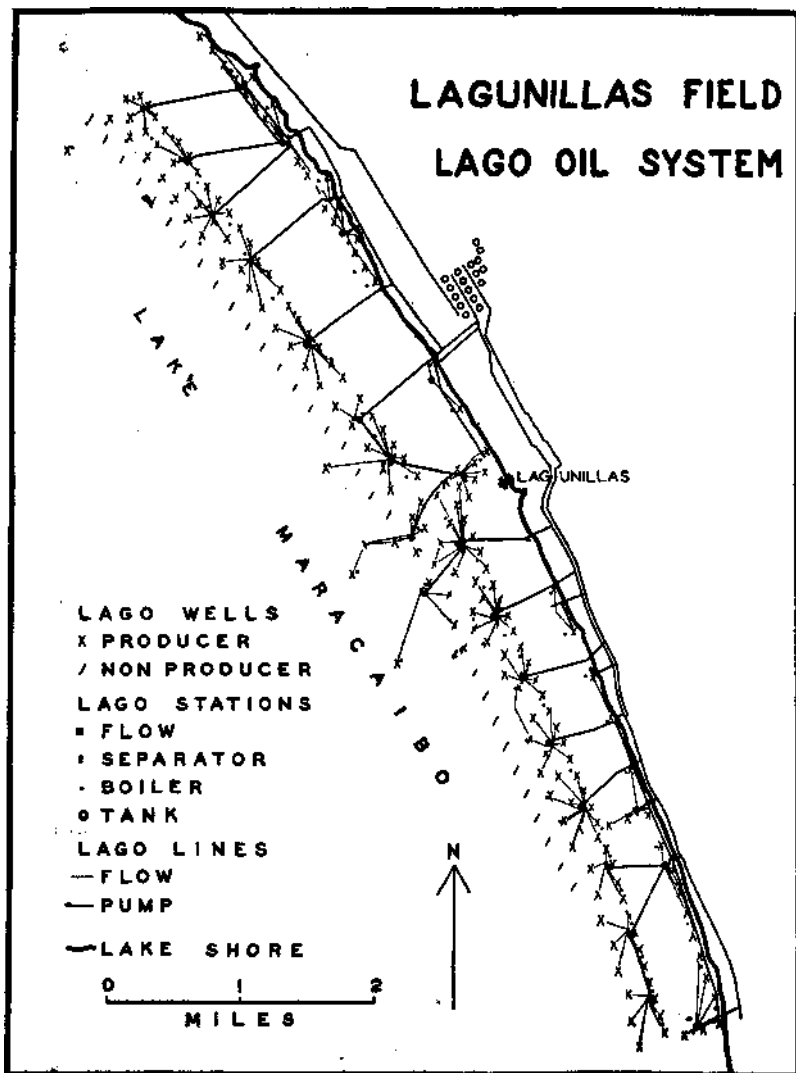 LAGUNILLAS FIELD
LAGO OIL SYSTEM
LAKE
MARACAIBO
LAGUNILLAS
LAGO WELLS
X PRODUCER
/ NON PRODUCER
LAGO STATIONS
FLOW
SEPARATOR
BOILER
TANK
LAGO LINES
FLOW
PUMP
LAKE SHORE
N
0 1 2
MILES